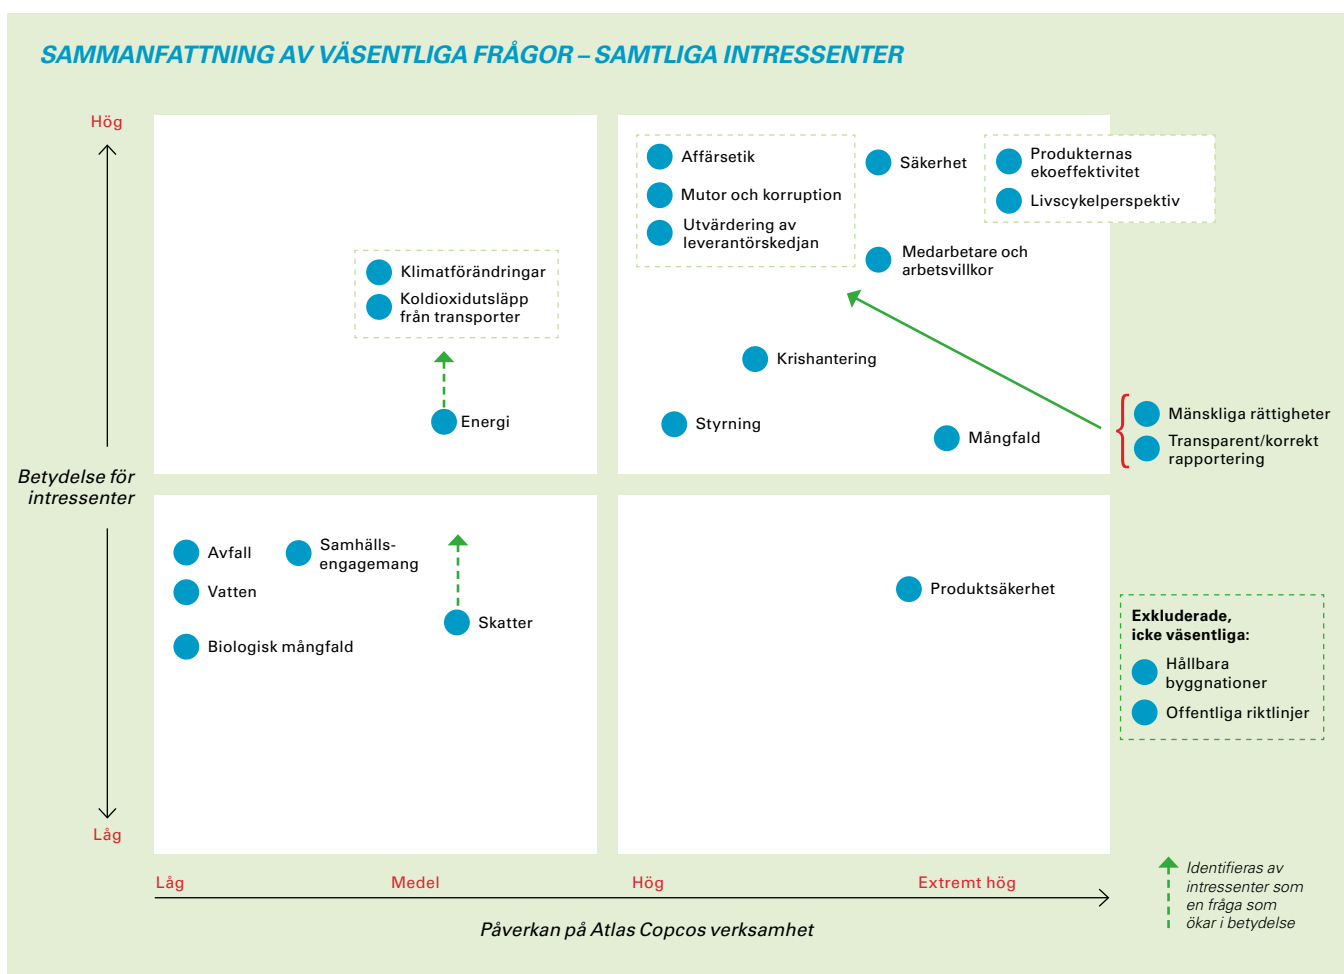 SAMMANFATTNING AV VÄSENTLIGA FRÅGOR – SAMTLIGA INTRESSENTER
Hög
Betydelse för
intressenter
Låg
Klimatförändringar
Koldioxidutsläpp
från transporter
Energi
Affärsetik
Mutor och korruption
Utvärdering av
leverantörskedjan
Säkerhet
Medarbetare och
arbetsvillkor
Produkternas
ekoeffektivitet
Livscykelperspektiv
Krishantering
Styrning
Mångfald
Mänskliga rättigheter
Transparent/korrekt
rapportering
Avfall
Vatten
Biologisk mångfald
Samhälls-
engagemang
Skatter
Produktsäkerhet
Exkluderade,
icke väsentliga:
Hållbara
byggnationer
Offentliga riktlinjer
Låg
Medel
Hög
Extremt hög
Påverkan på Atlas Copcos verksamhet
Identifieras av
intressenter som
en fråga som
ökar i betydelse